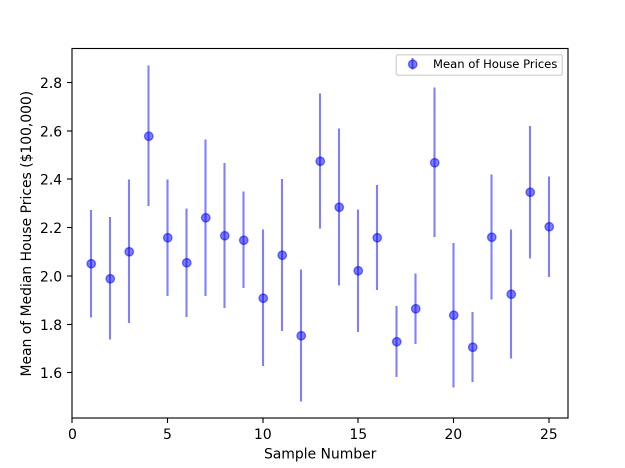 Mean of House Prices
Mean of Median House Prices ($100,000)
2.8
2.6
2.4
2.2
2.0
1.8
1.6
0 5 10 15 20 25
Sample Number